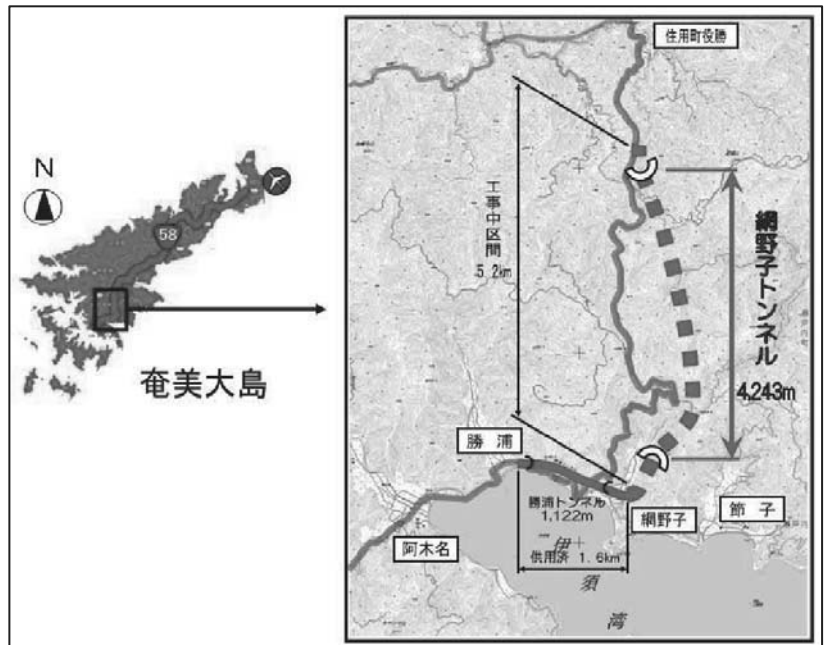 N
58
奄美大島
住用町役勝
工事中区間
5.2km
網野子トンネル
4,243m
勝浦
勝浦トンネル
1,122m
網野子
節子
阿木名
供用済 1.6km
伊
須
湾